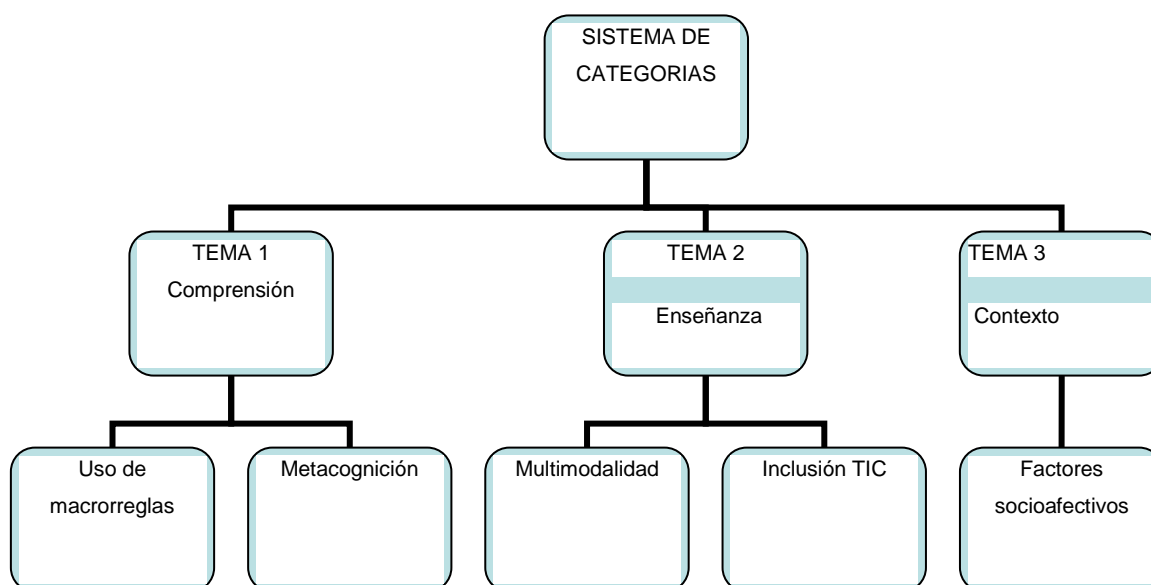 SISTEMA DE
CATEGORIAS
TEMA 1
Comprensión
TEMA 2
Enseñanza
TEMA 3
Contexto
Uso de
macrorreglas
Metacognición
Multimodalidad
Inclusión TIC
Factores
socioafectivos